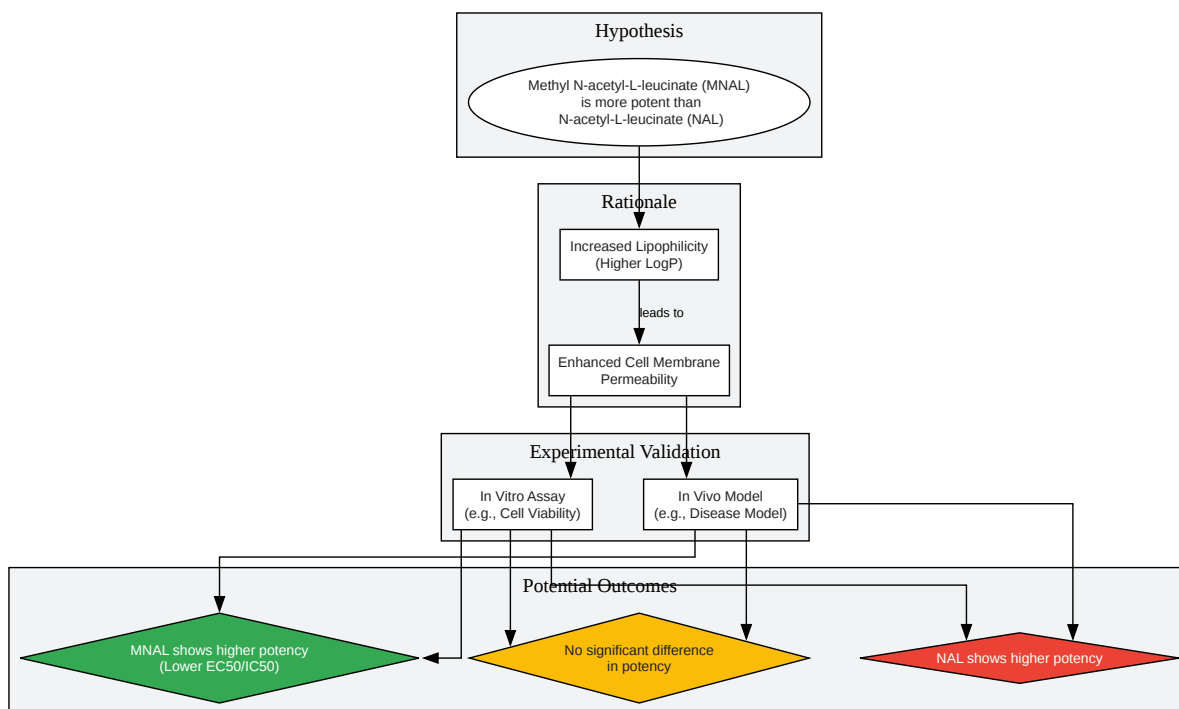 Hypothesis
Methyl N-acetyl-L-leucinate (MNAL)
is more potent than
N-acetyl-L-leucinate (NAL)
Rationale
Increased Lipophilicity
(Higher LogP)
leads to
Enhanced Cell Membrane
Permeability
Experimental Validation
In Vitro Assay
(e.g., Cell Viability)
In Vivo Model
(e.g., Disease Model)
Potential Outcomes
MNAL shows higher potency
(Lower EC50/IC50)
No significant difference
in potency
NAL shows higher potency